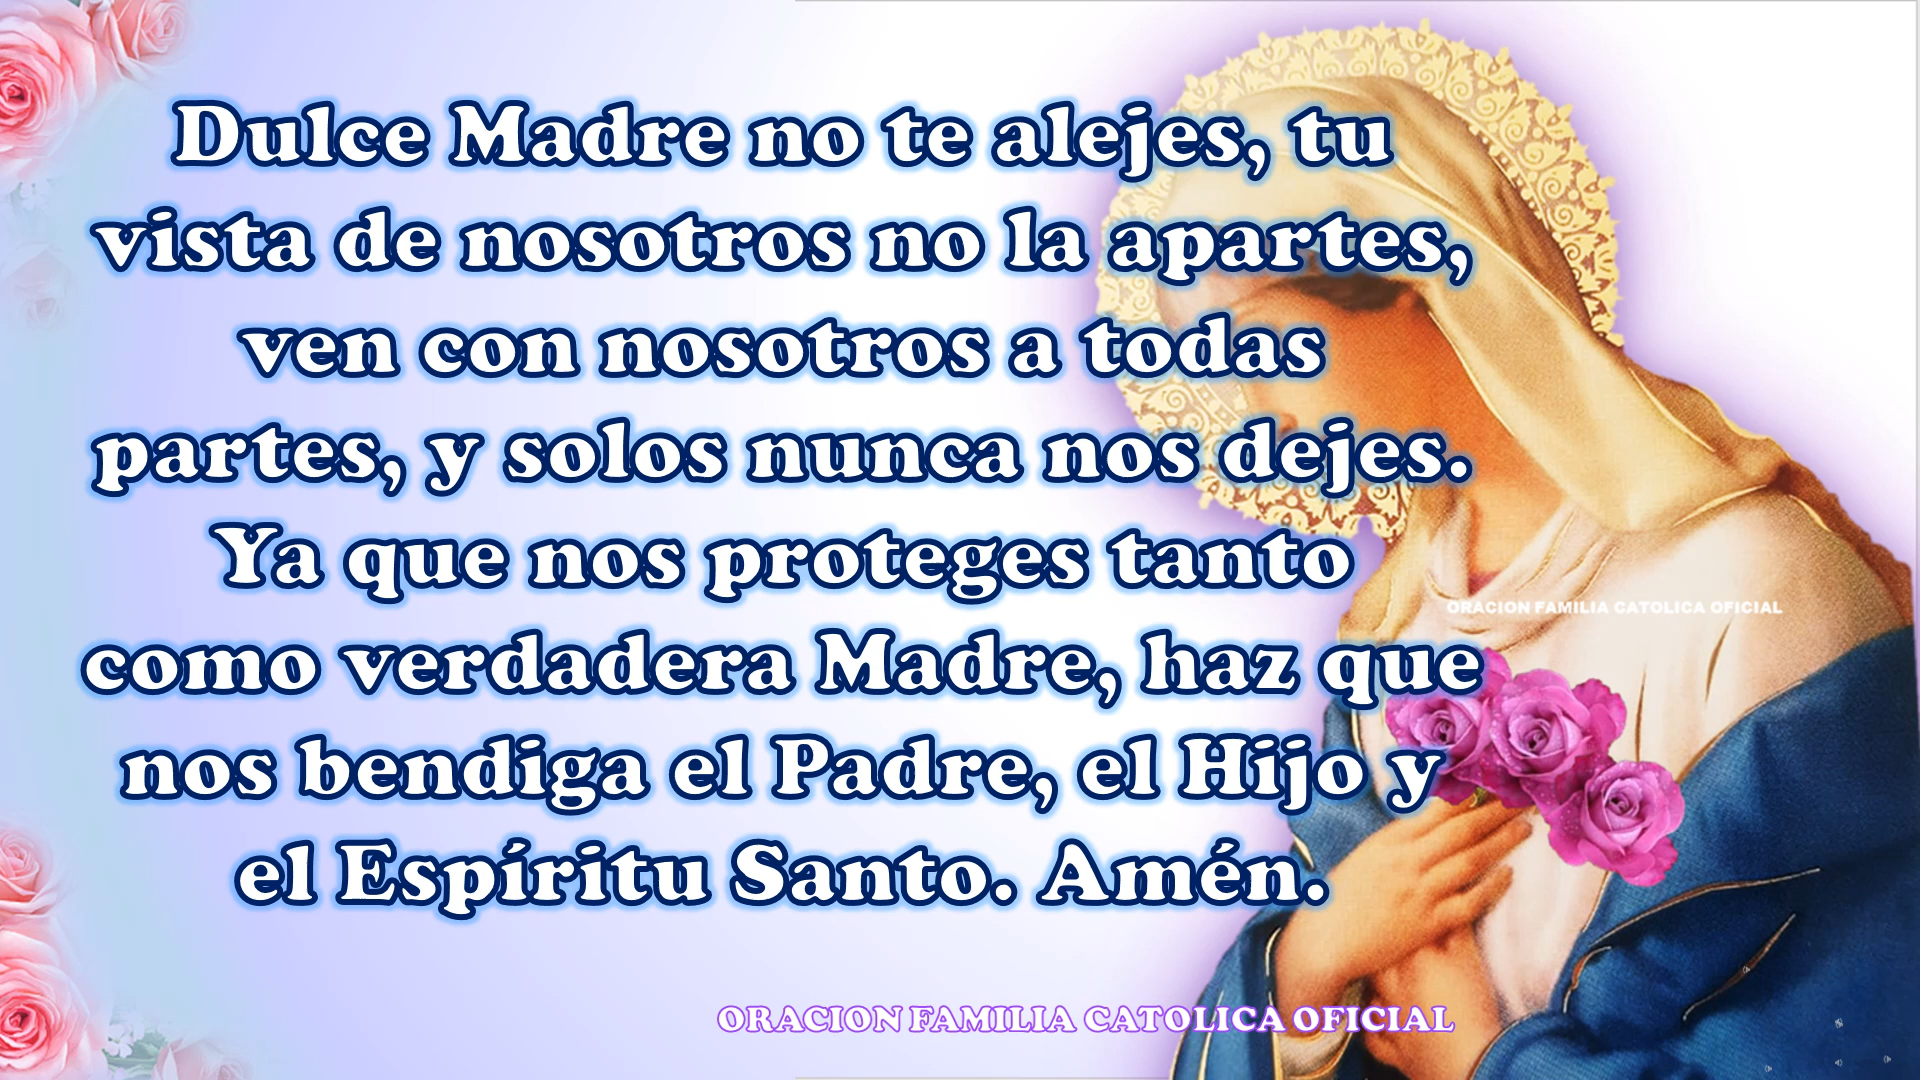 Dulce Madre no te alejes, tu
vista de nosotros no la apartes,
ven con nosotros a todas
partes, y solos nunca nos dejes.
Ya que nos proteges tanto
como verdadera Madre, haz que
nos bendiga el Padre, el Hijo y
el Espíritu Santo. Amén.
ORACION FAMILIA CATOLICA OFICIAL
ORACION FAMILIA CATOLICA OFICIAL